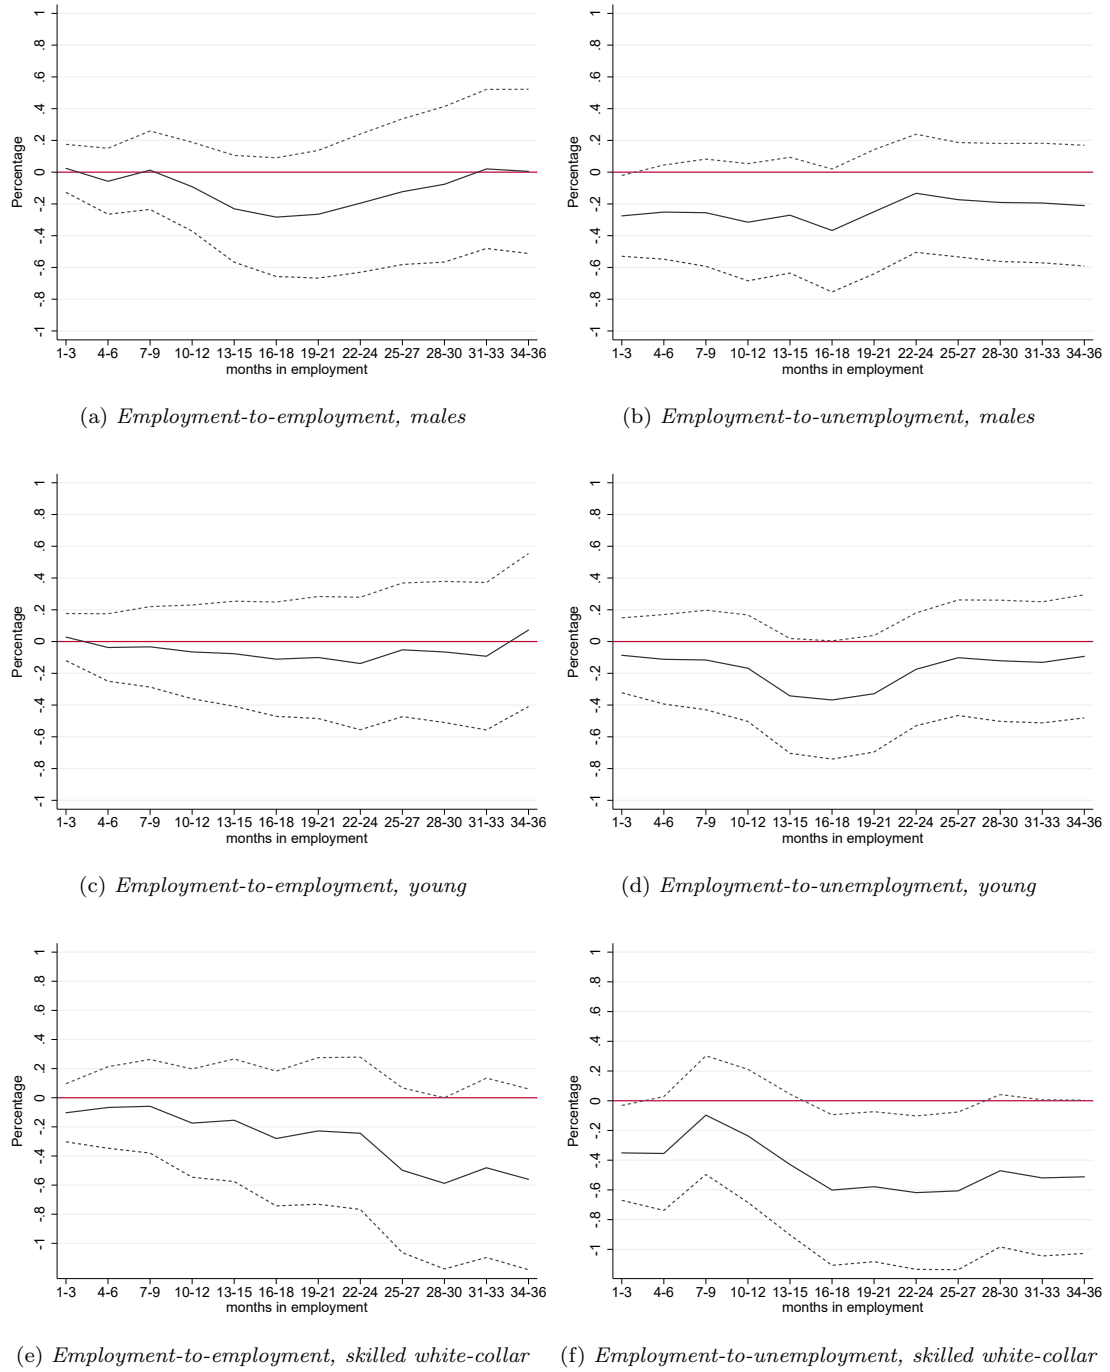 Percentage
1
.8
.6
.4
.2
0
-.2
-.4
-.6
-.8
-1
1-3 4-6 7-9 10-12 13-15 16-18 19-21 22-24 25-27 28-30 31-33 34-36
months in employment
(a) Employment-to-employment, males
Percentage
1
.8
.6
.4
.2
0
-.2
-.4
-.6
-.8
-1
1-3 4-6 7-9 10-12 13-15 16-18 19-21 22-24 25-27 28-30 31-33 34-36
months in employment
(b) Employment-to-unemployment, males
Percentage
1
.8
.6
.4
.2
0
-.2
-.4
-.6
-.8
-1
1-3 4-6 7-9 10-12 13-15 16-18 19-21 22-24 25-27 28-30 31-33 34-36
months in employment
(c) Employment-to-employment, young
Percentage
1
.8
.6
.4
.2
0
-.2
-.4
-.6
-.8
-1
1-3 4-6 7-9 10-12 13-15 16-18 19-21 22-24 25-27 28-30 31-33 34-36
months in employment
(d) Employment-to-unemployment, young
Percentage
1
.8
.6
.4
.2
0
-.2
-.4
-.6
-.8
-1
1-3 4-6 7-9 10-12 13-15 16-18 19-21 22-24 25-27 28-30 31-33 34-36
months in employment
(e) Employment-to-employment, skilled white-collar
Percentage
1
.8
.6
.4
.2
0
-.2
-.4
-.6
-.8
-1
1-3 4-6 7-9 10-12 13-15 16-18 19-21 22-24 25-27 28-30 31-33 34-36
months in employment
(f) Employment-to-unemployment, skilled white-collar